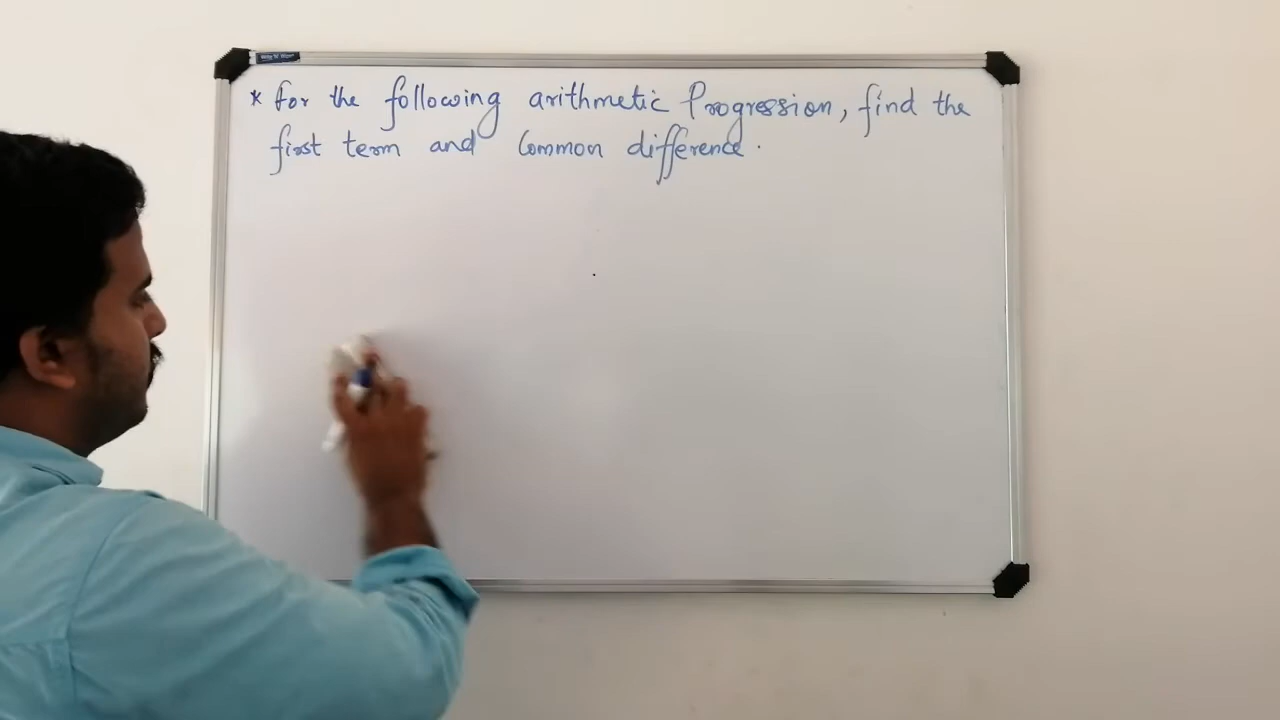 * For the following arithmetic Progression, find the
first term and Common difference.